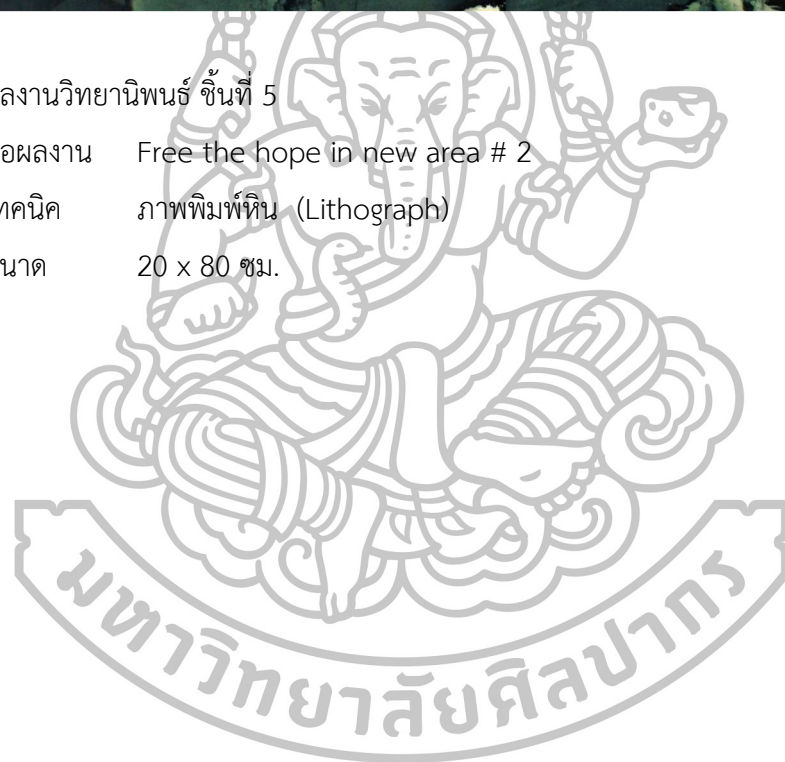 ลงานวิทยานิพนธ์ ชิ้นที่ 5
อผลงาน Free the hope in new area # 2
ทคนิค ภาพพิมพ์หิน (Lithograph)
นาด 20 x 80 ซม.
มหาวิทยาลัยศิลปากร